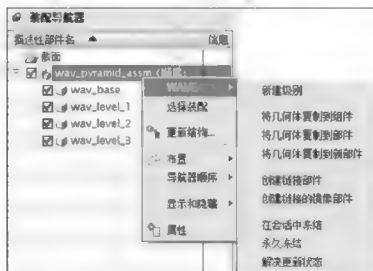 装配导航器
描述性部件名
信息
截面
wav_pyramid_assm
wav_base
wav_level_1
wav_level_2
wav_level_3
WAVE
选择装配
重新结构...
布置
导航器顺序
显示和隐藏
属性
新建级别
将几何体复制到组件
将几何体复制到部件
将几何体复制到新部件
创建链接部件
创建链接的镜像部件
在会话中冻结
永久冻结
解决更新状态